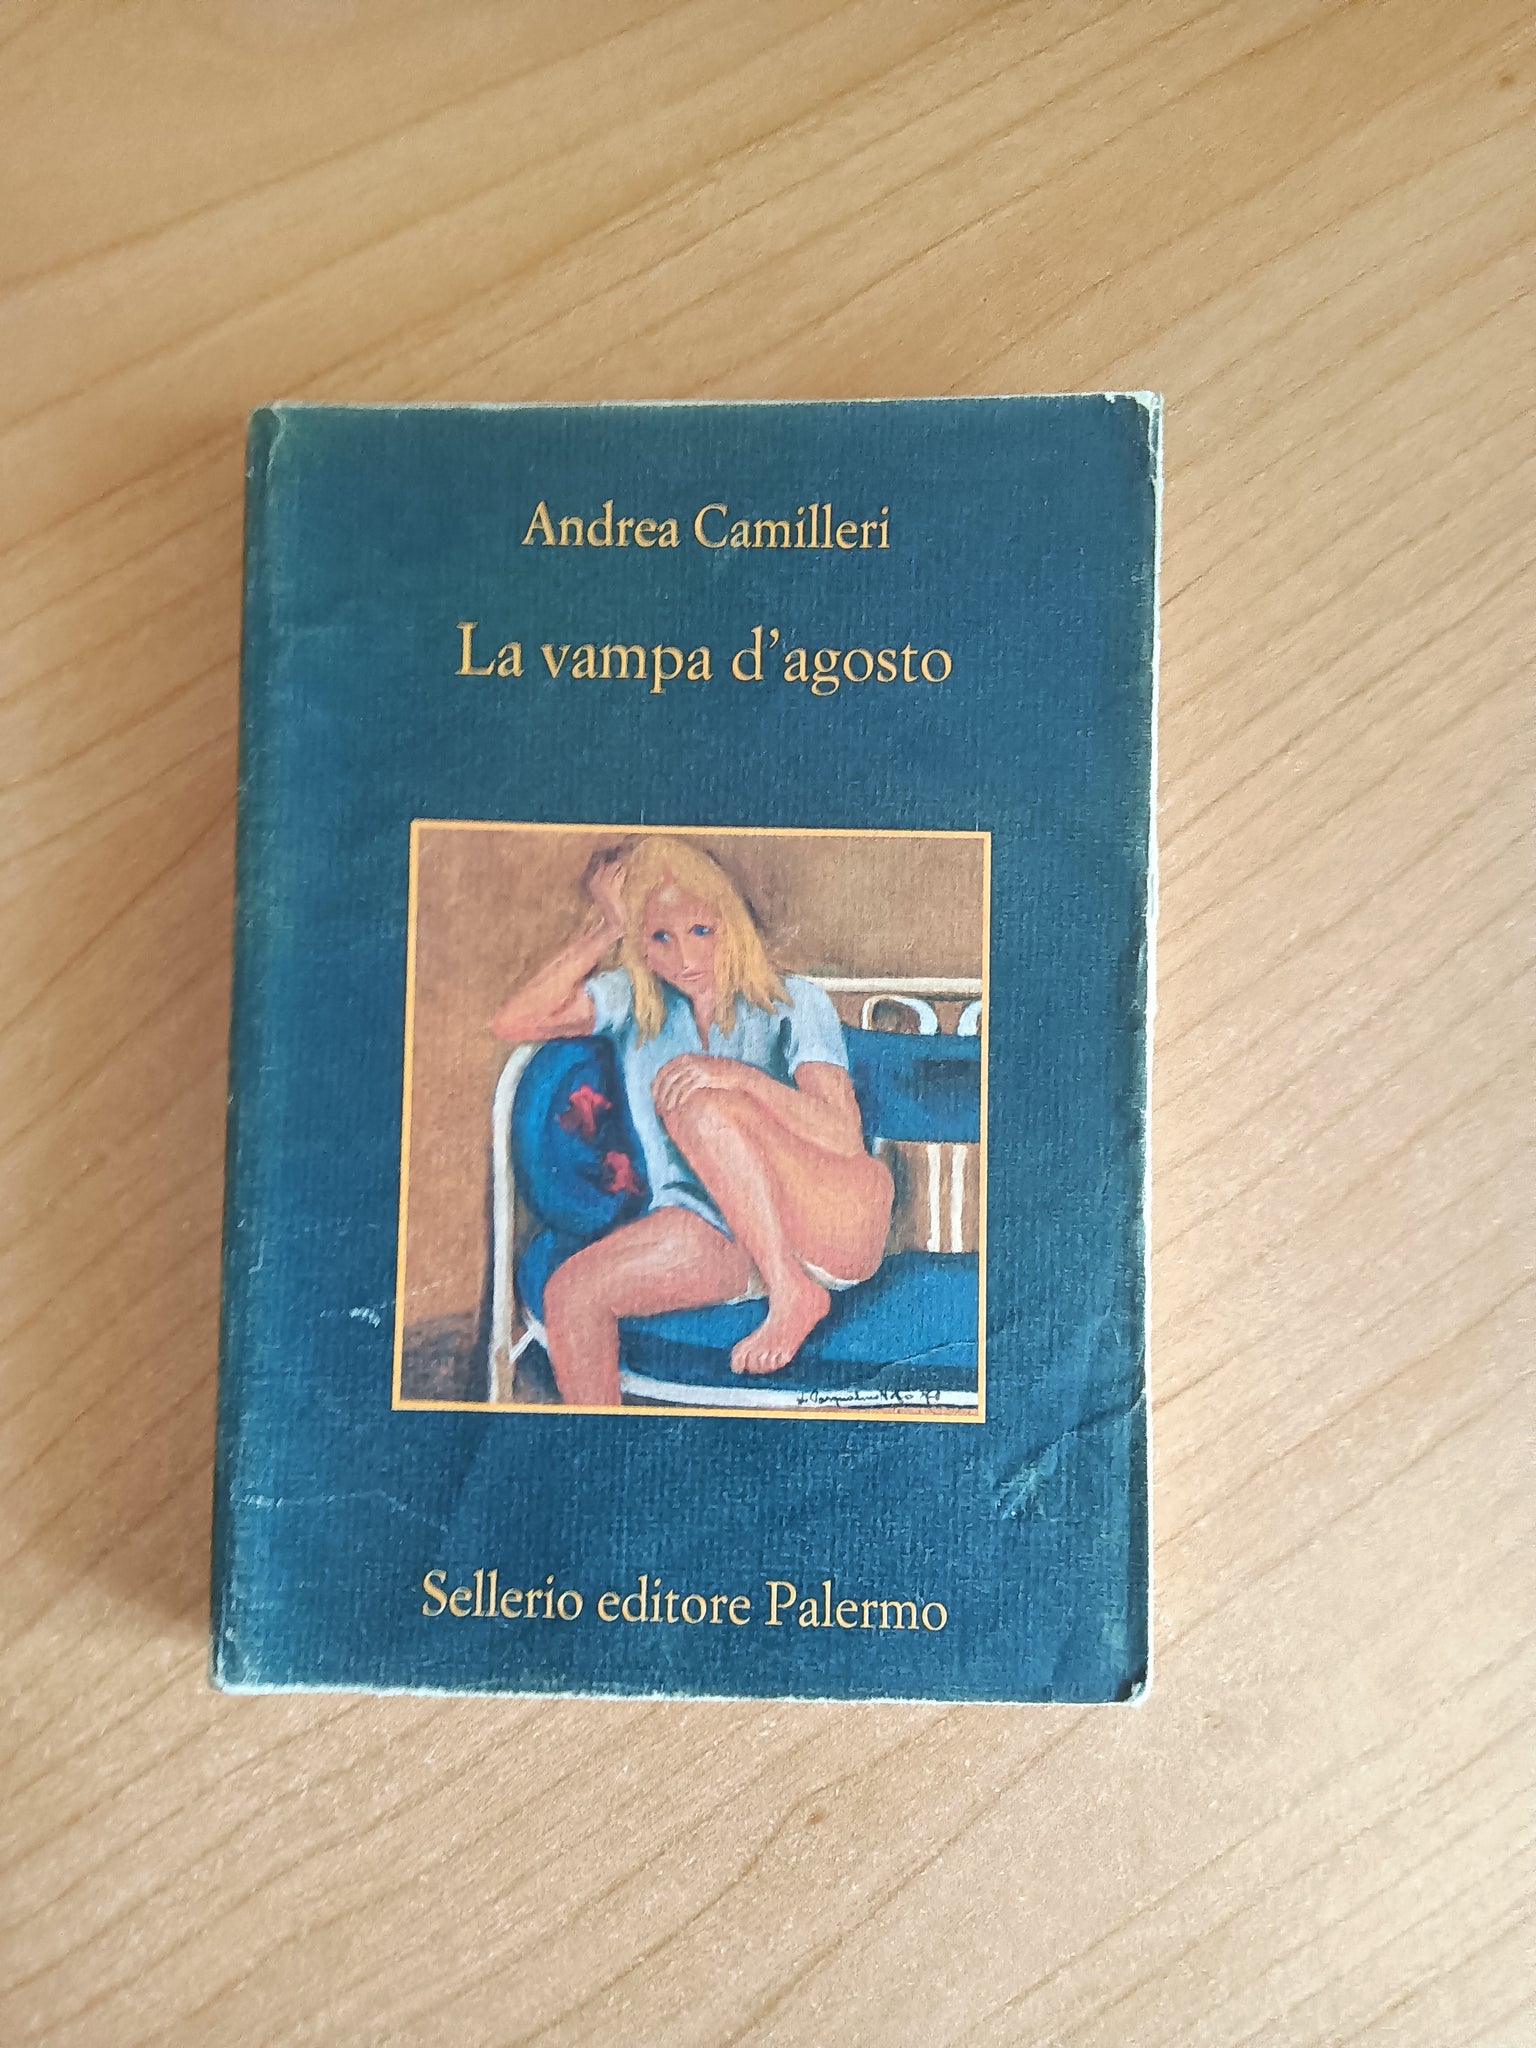 Andrea Camilleri
La vampa d'agosto
Sellerio editore Palermo